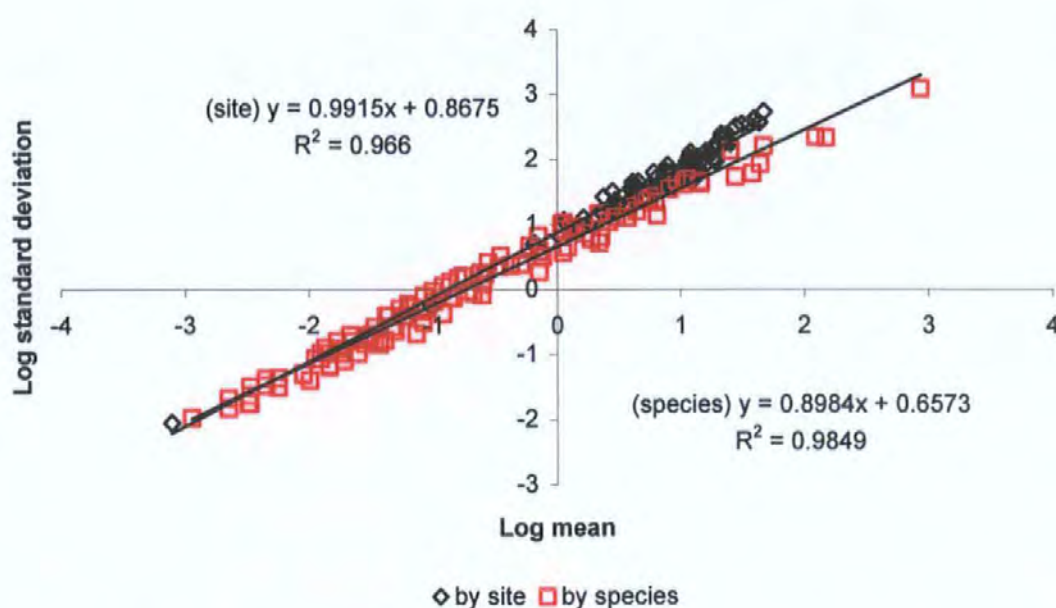 4
3
(site) y = 0.9915x + 0.8675
R² = 0.966
2
1
0
-4
-3
-2
-1
0
1
2
3
4
-1
(species) y = 0.8984x + 0.6573
-2
R² = 0.9849
-3
Log standard deviation
Log mean
by site
by species